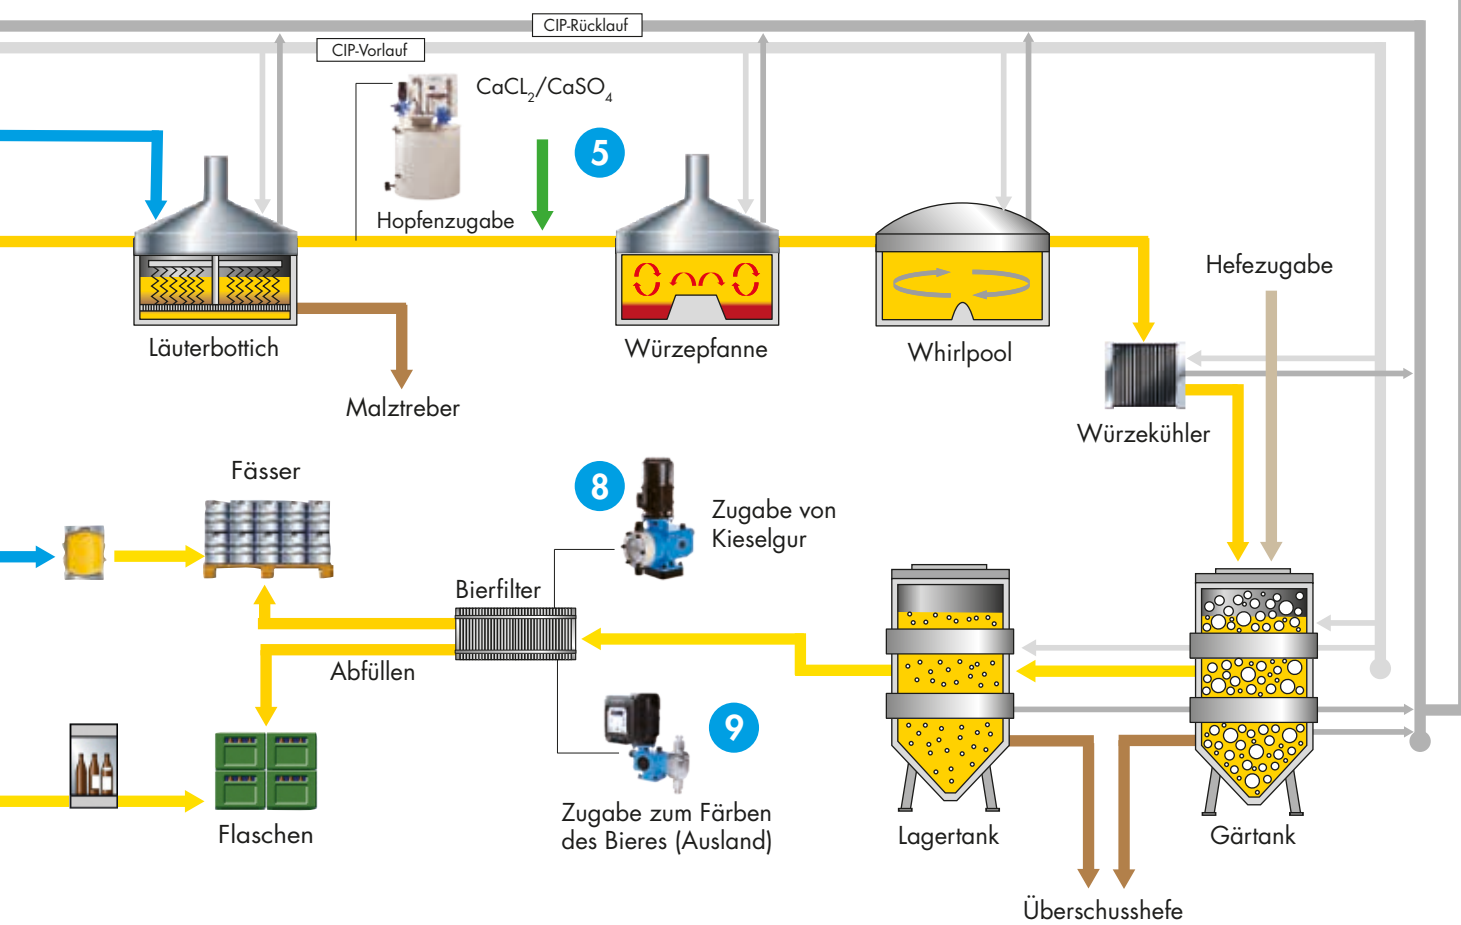 CIP-Rücklauf
CIP-Vorlauf
CaCL₂/CaSO₄
5
Hopfenzugabe
Hefezugabe
Läuterbottich
Würzepfanne
Whirlpool
Malztreber
Würzekühler
Fässer
8
Zugabe von
Kieselgur
Bierfilter
Abfüllen
9
Zugabe zum Färben
des Bieres (Ausland)
Flaschen
Lagertank
Gärtank
Überschusshefe